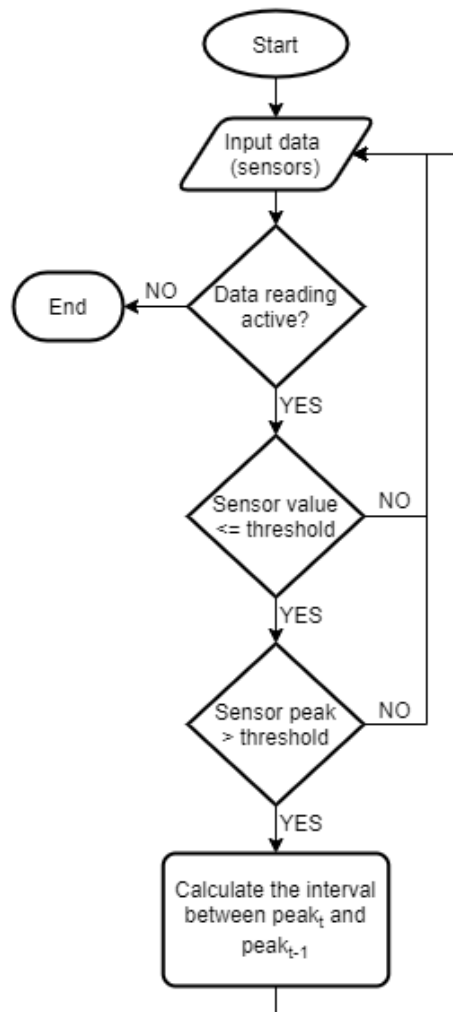 Start
Input data
(sensors)
Data reading
active?
NO
End
YES
Sensor value
<= threshold
NO
YES
Sensor peak
> threshold
NO
YES
Calculate the interval
between peakₜ and
peakₜ₋₁